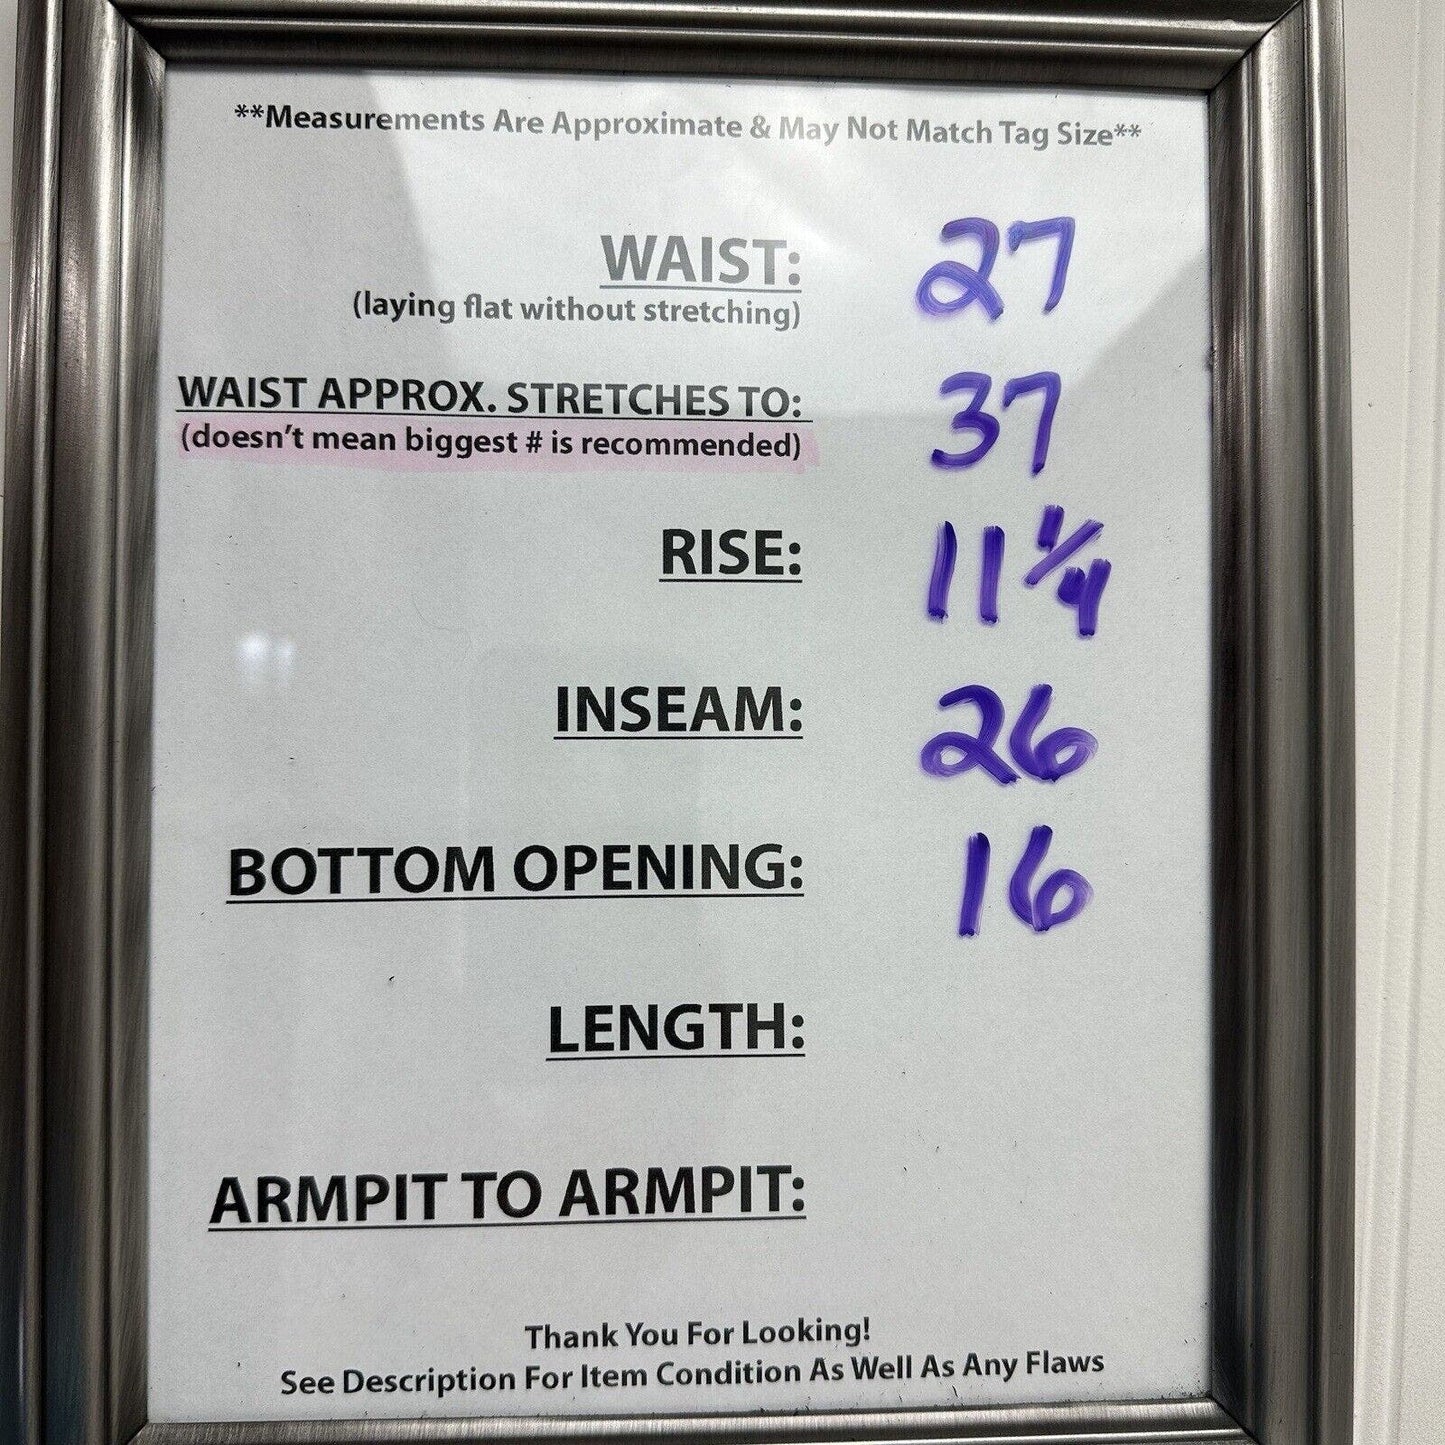 **Measurements Are Approximate & May Not Match Tag Size**
WAIST: 27
(laying flat without stretching)
WAIST APPROX. STRETCHES TO: 37
(doesn't mean biggest # is recommended)
RISE: 11 1/4
INSEAM: 26
BOTTOM OPENING: 16
LENGTH:
ARMPIT TO ARMPIT:
Thank You For Looking!
See Description For Item Condition As Well As Any Flaws